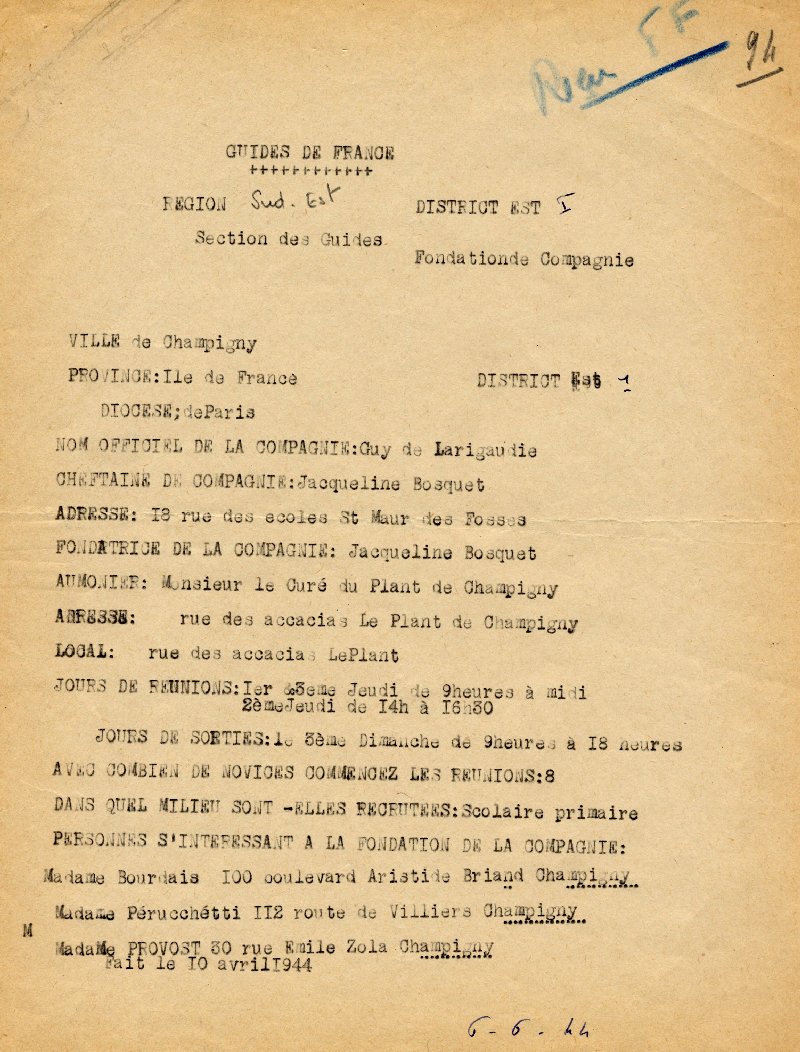 FF
94
GUIDES DE FRANCE
++++++++++++
REGION Sud-Est
DISTRICT EST I
Section des Guides
Fondationde Compagnie
VILLE de Champigny
PROVINCE:Ile de France
DISTRICT Est 1
DIOCESE;deParis
NOM OFFICIEL DE LA COMPAGNIE:Guy de Larigaudie
CHEFTAINE DE COMPAGNIE:Jacqueline Bosquet
ADRESSE: I8 rue des ecoles St Maur des Fosses
FONDATRICE DE LA COMPAGNIE: Jacqueline Bosquet
AUMONIER: Monsieur le Curé du Plant de Champigny
ADRESSE: rue des accacias Le Plant de Champigny
LOCAL: rue des accacias LePlant
JOURS DE REUNIONS:Ier &3eme Jeudi de 9heures à midi
2èmeJeudi de I4h à I6h30
JOURS DE SORTIES:le 3ème Dimanche de 9heures à I8 heures
AVEC COMBIEN DE NOVICES COMMENCEZ LES REUNIONS:8
DANS QUEL MILIEU SONT -ELLES RECRUTEES:Scolaire primaire
PERSONNES S'INTERESSANT A LA FONDATION DE LA COMPAGNIE:
Madame Bourdais I00 boulevard Aristide Briand Champigny
Madame Pérucchétti II2 route de Villiers Champigny
M
MadaMe PROVOST 30 rue Emile Zola Champigny
Fait le I0 avrilI944
6-6-44